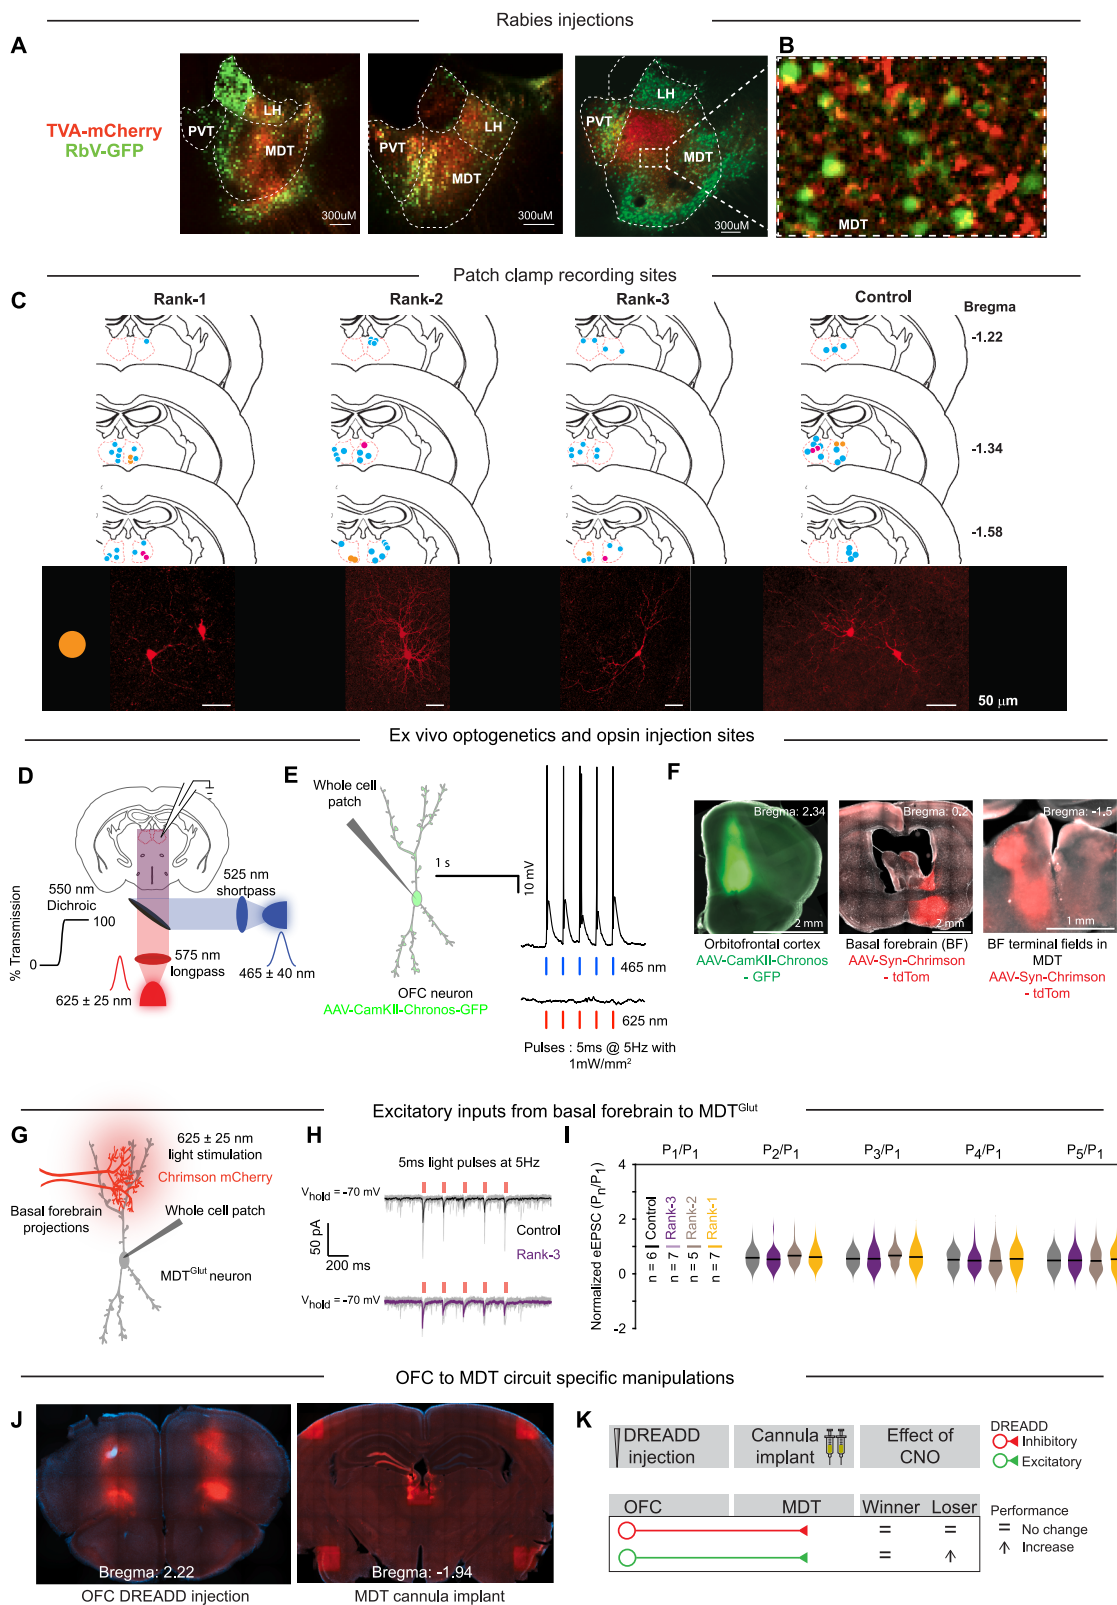 Rabies injections
A
B
TVA-mCherry
RbV-GFP
PVT
LH
MDT
300uM
PVT
LH
MDT
300uM
PVT
LH
MDT
300uM
MDT
Patch clamp recording sites
C
Rank-1
Rank-2
Rank-3
Control
Bregma
-1.22
-1.34
-1.58
50 μm
Ex vivo optogenetics and opsin injection sites
D
% Transmission
550 nm
Dichroic
100
0
525 nm
shortpass
575 nm
longpass
465 ± 40 nm
625 ± 25 nm
E
Whole cell
patch
1 s
10 mV
OFC neuron
AAV-CamKII-Chronos-GFP
465 nm
625 nm
Pulses : 5ms @ 5Hz with
1mW/mm²
F
Bregma: 2.34
2 mm
Orbitofrontal cortex
AAV-CamKII-Chronos
- GFP
Bregma: 0.2
2 mm
Basal forebrain (BF)
AAV-Syn-Chrimson
- tdTom
Bregma: -1.5
1 mm
BF terminal fields in
MDT
AAV-Syn-Chrimson
- tdTom
Excitatory inputs from basal forebrain to MDT^Glut
G
625 ± 25 nm
light stimulation
Chrimson mCherry
Basal forebrain
projections
Whole cell patch
MDT^Glut neuron
H
5ms light pulses at 5Hz
Vhold = -70 mV
50 pA
200 ms
Control
Rank-3
Vhold = -70 mV
I
P1/P1
P2/P1
P3/P1
P4/P1
P5/P1
Normalized eEPSC (Pn/P1)
4
2
0
-2
n = 6 | Control
n = 7 | Rank-3
n = 5 | Rank-2
n = 7 | Rank-1
OFC to MDT circuit specific manipulations
J
Bregma: 2.22
OFC DREADD injection
Bregma: -1.94
MDT cannula implant
K
DREADD
injection
Cannula
implant
Effect of
CNO
DREADD
Inhibitory
Excitatory
OFC
MDT
Winner
Loser
= =
= ↑
Performance
= No change
↑ Increase